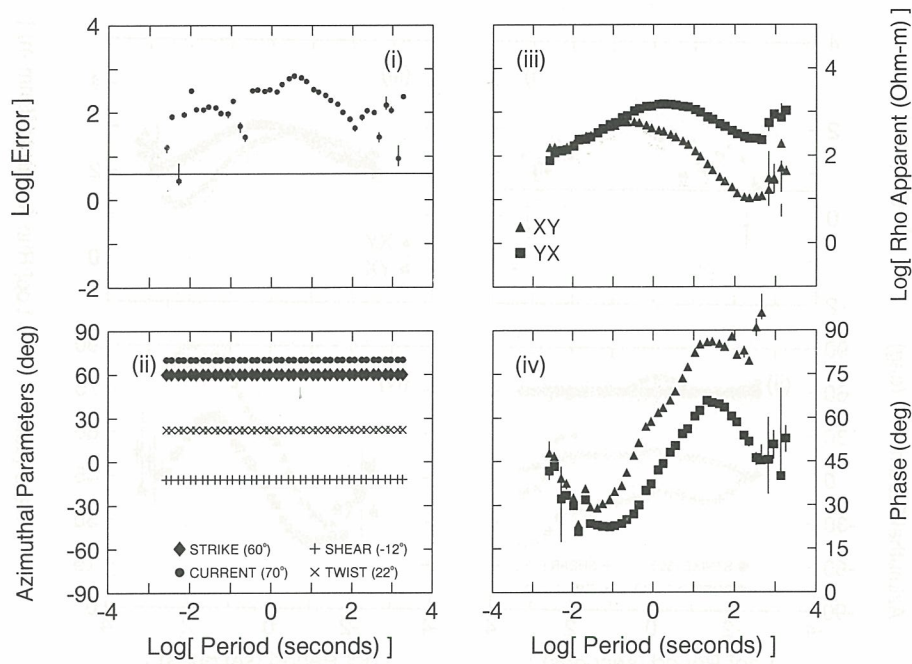 4
2
0
-2
Log[ Error ]
(i)
(iii)
4
2
0
Log[ Rho Apparent (Ohm-m) ]
XY
YX
90
60
30
0
-30
-60
-90
Azimuthal Parameters (deg)
(ii)
STRIKE (60°)
SHEAR (-12°)
CURRENT (70°)
TWIST (22°)
-4
-2
0
2
4
Log[ Period (seconds) ]
(iv)
90
75
60
45
30
15
0
Phase (deg)
-4
-2
0
2
4
Log[ Period (seconds) ]